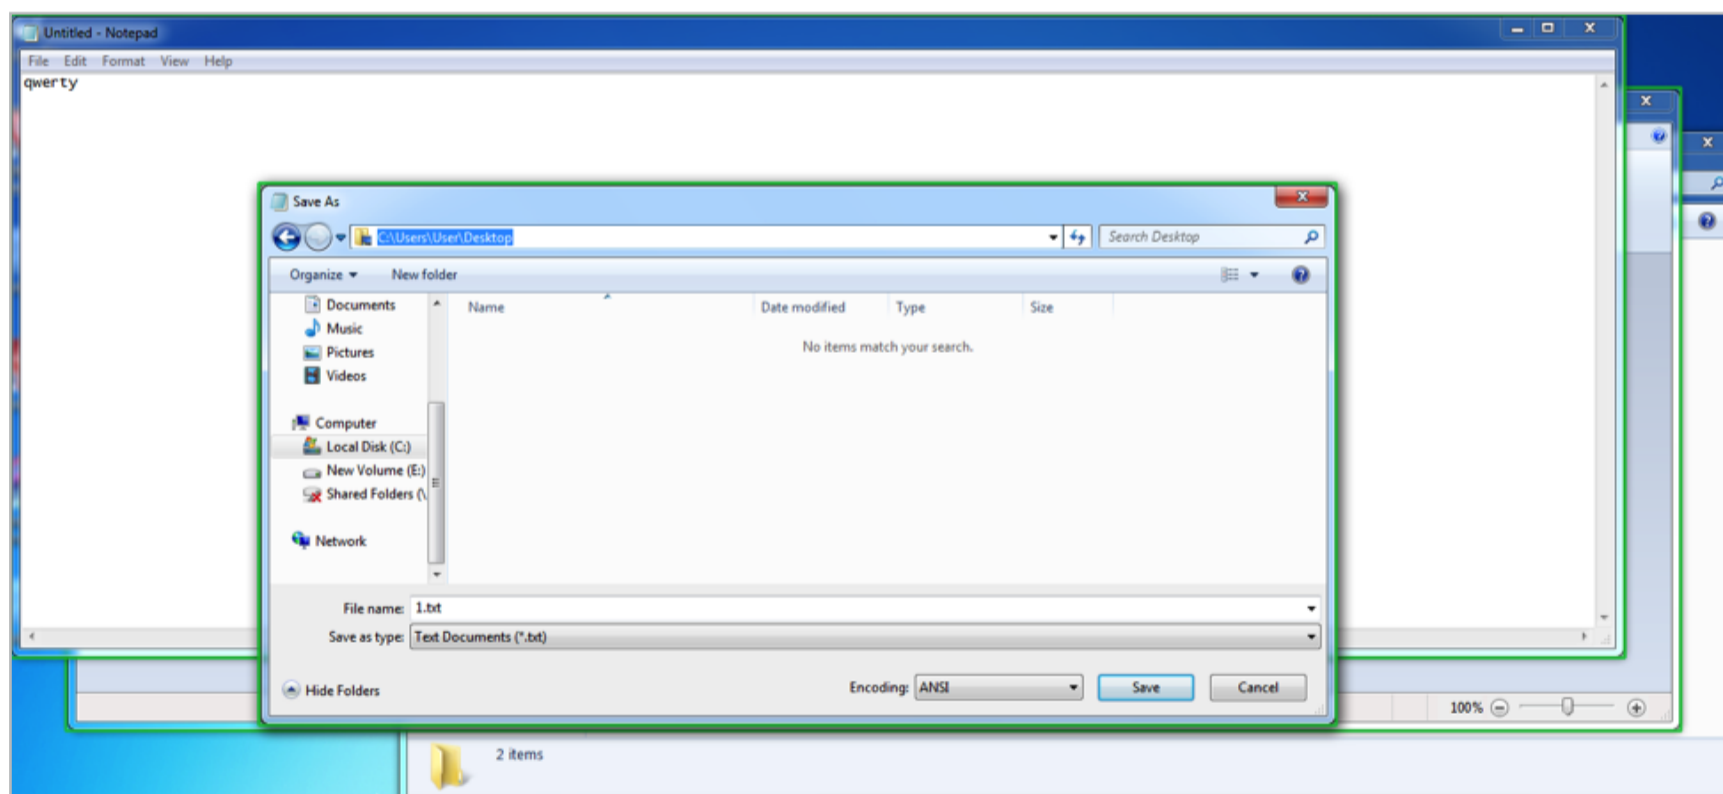 Untitled - Notepad
File Edit Format View Help
qwerty
Save As
C:\Users\User\Desktop
Search Desktop
Organize New folder
Name Date modified Type Size
No items match your search.
Documents
Music
Pictures
Videos
Computer
Local Disk (C:)
New Volume (E:)
Shared Folders (\
Network
File name: 1.txt
Save as type: Text Documents (*.txt)
Hide Folders
Encoding: ANSI Save Cancel
100%
2 items